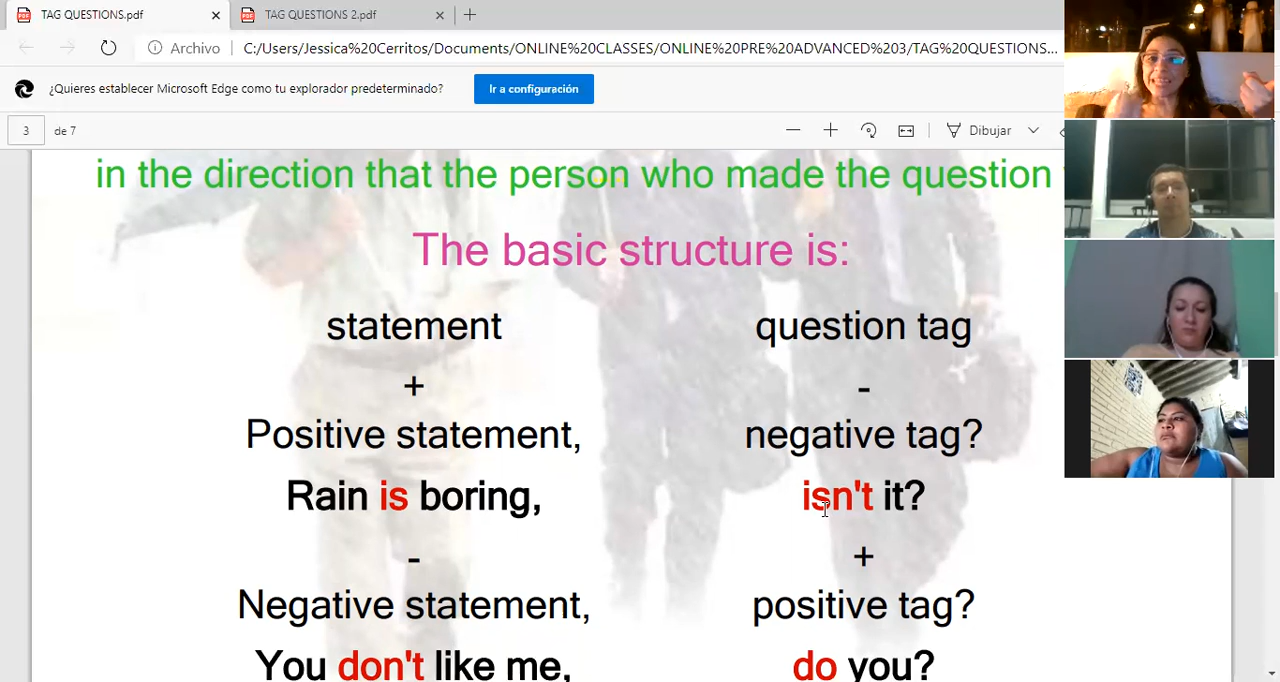 TAG QUESTIONS.pdf
TAG QUESTIONS 2.pdf
Archivo
C:/Users/Jessica%20Cerritos/Documents/ONLINE%20CLASSES/ONLINE%20PRE%20ADVANCED%203/TAG%20QUESTIONS...
¿Quieres establecer Microsoft Edge como tu explorador predeterminado?
Ir a configuración
3 de 7
Dibujar
in the direction that the person who made the question
The basic structure is:
statement question tag
+ -
Positive statement, negative tag?
Rain is boring, isn't it?
- +
Negative statement, positive tag?
You don't like me, do you?